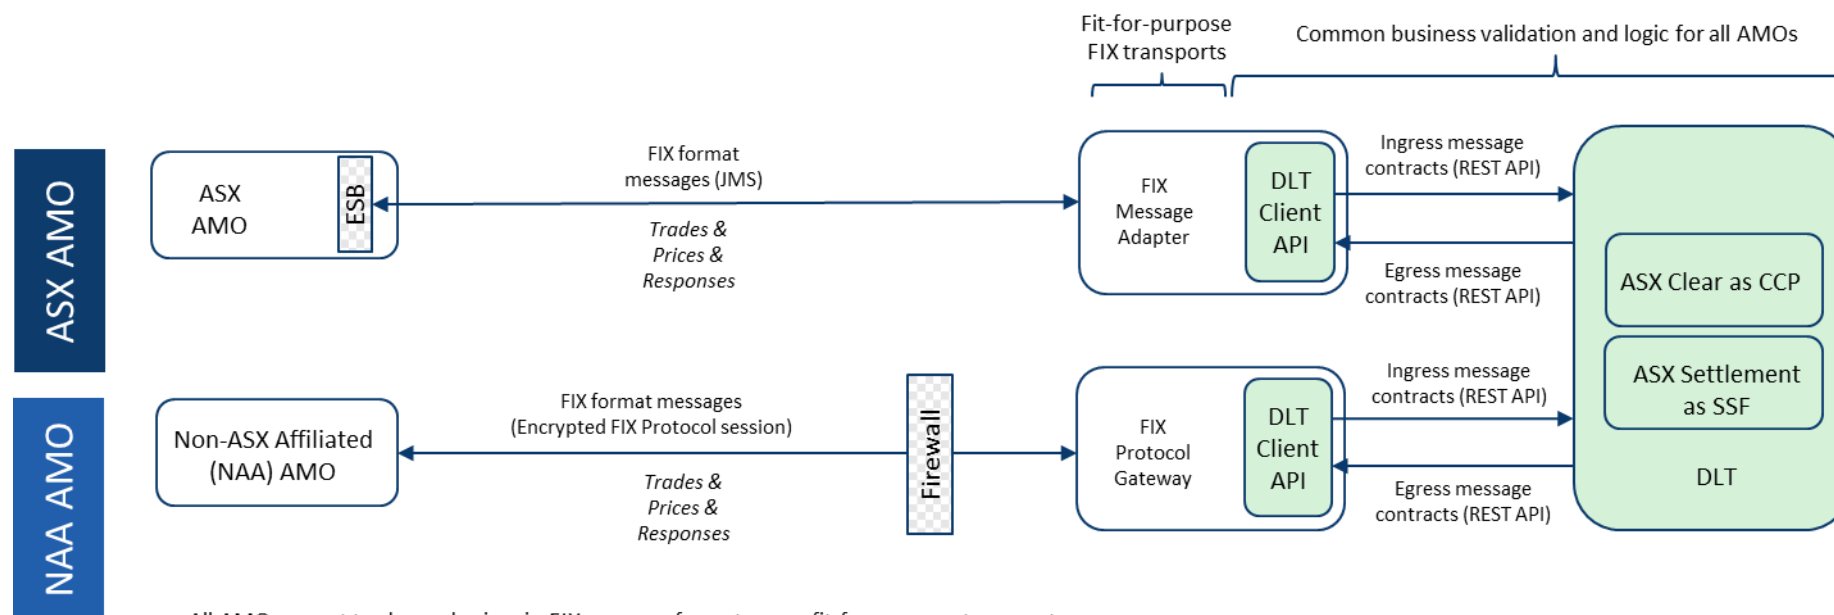 Fit-for-purpose
FIX transports
Common business validation and logic for all AMOs
ASX AMO
ASX
AMO
ESB
FIX format
messages (JMS)
Trades &
Prices &
Responses
FIX
Message
Adapter
DLT
Client
API
Ingress message
contracts (REST API)
Egress message
contracts (REST API)
ASX Clear as CCP
ASX Settlement
as SSF
DLT
NAA AMO
Non-ASX Affiliated
(NAA) AMO
FIX format messages
(Encrypted FIX Protocol session)
Trades &
Prices &
Responses
Firewall
FIX
Protocol
Gateway
DLT
Client
API
Ingress message
contracts (REST API)
Egress message
contracts (REST API)